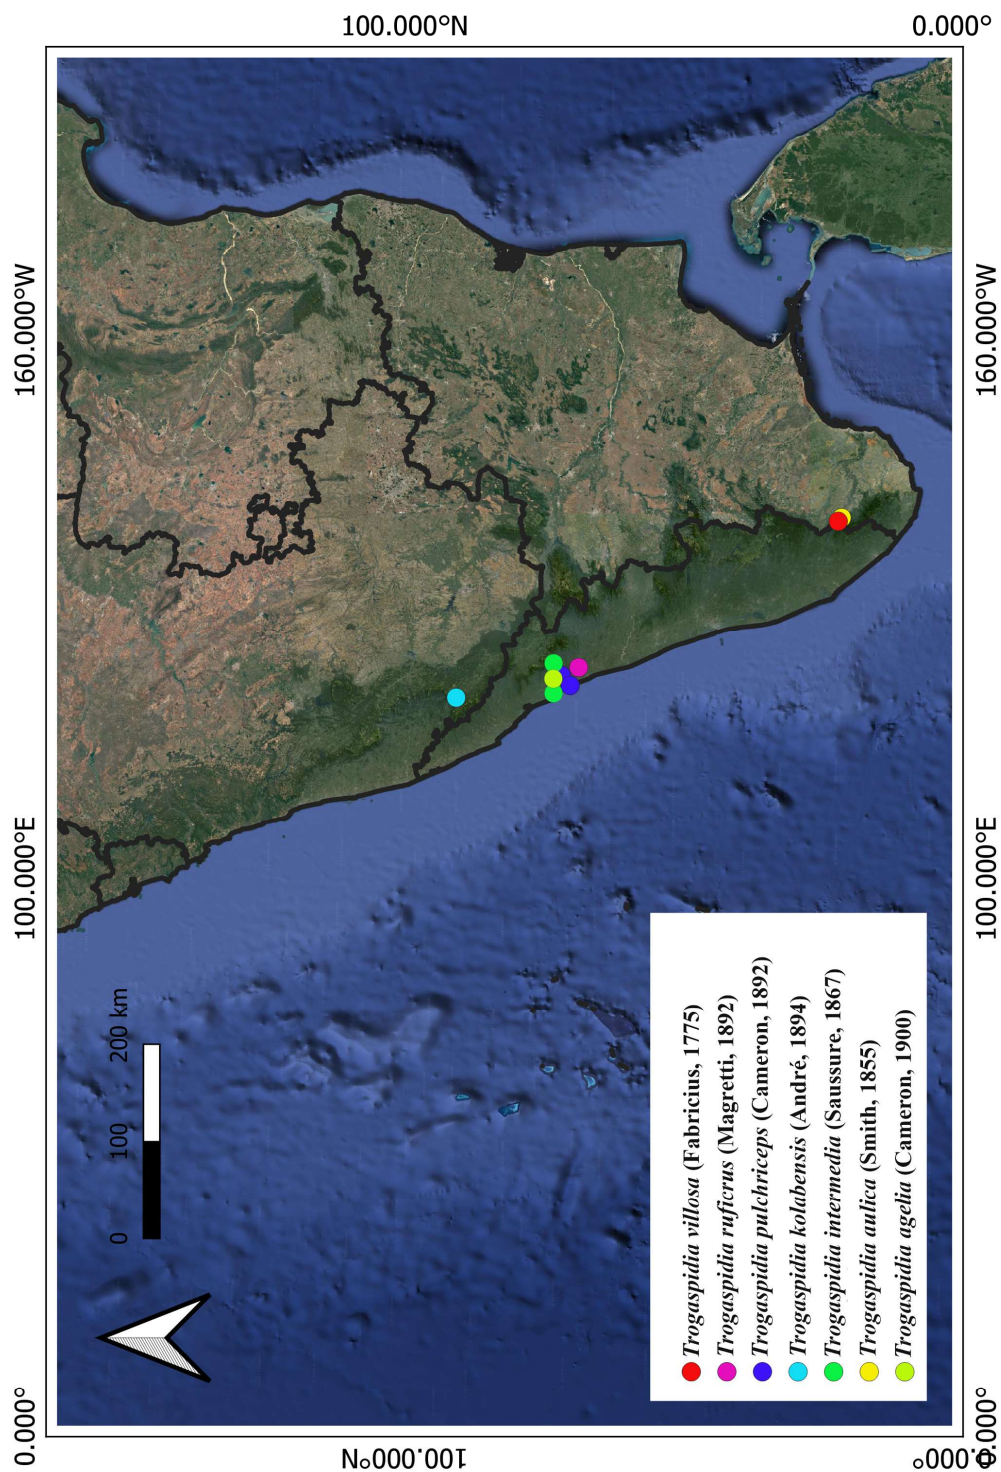 100.000°N
0.000°
160.000°W
160.000°W
100.000°E
100.000°E
0.000°
0.000°
100.000°N
0.000°
0
100
200 km
Trogaspidia villosa (Fabricius, 1775)
Trogaspidia ruficrus (Magretti, 1892)
Trogaspidia pulchriceps (Cameron, 1892)
Trogaspidia kolabensis (André, 1894)
Trogaspidia intermedia (Saussure, 1867)
Trogaspidia aulica (Smith, 1855)
Trogaspidia agelia (Cameron, 1900)